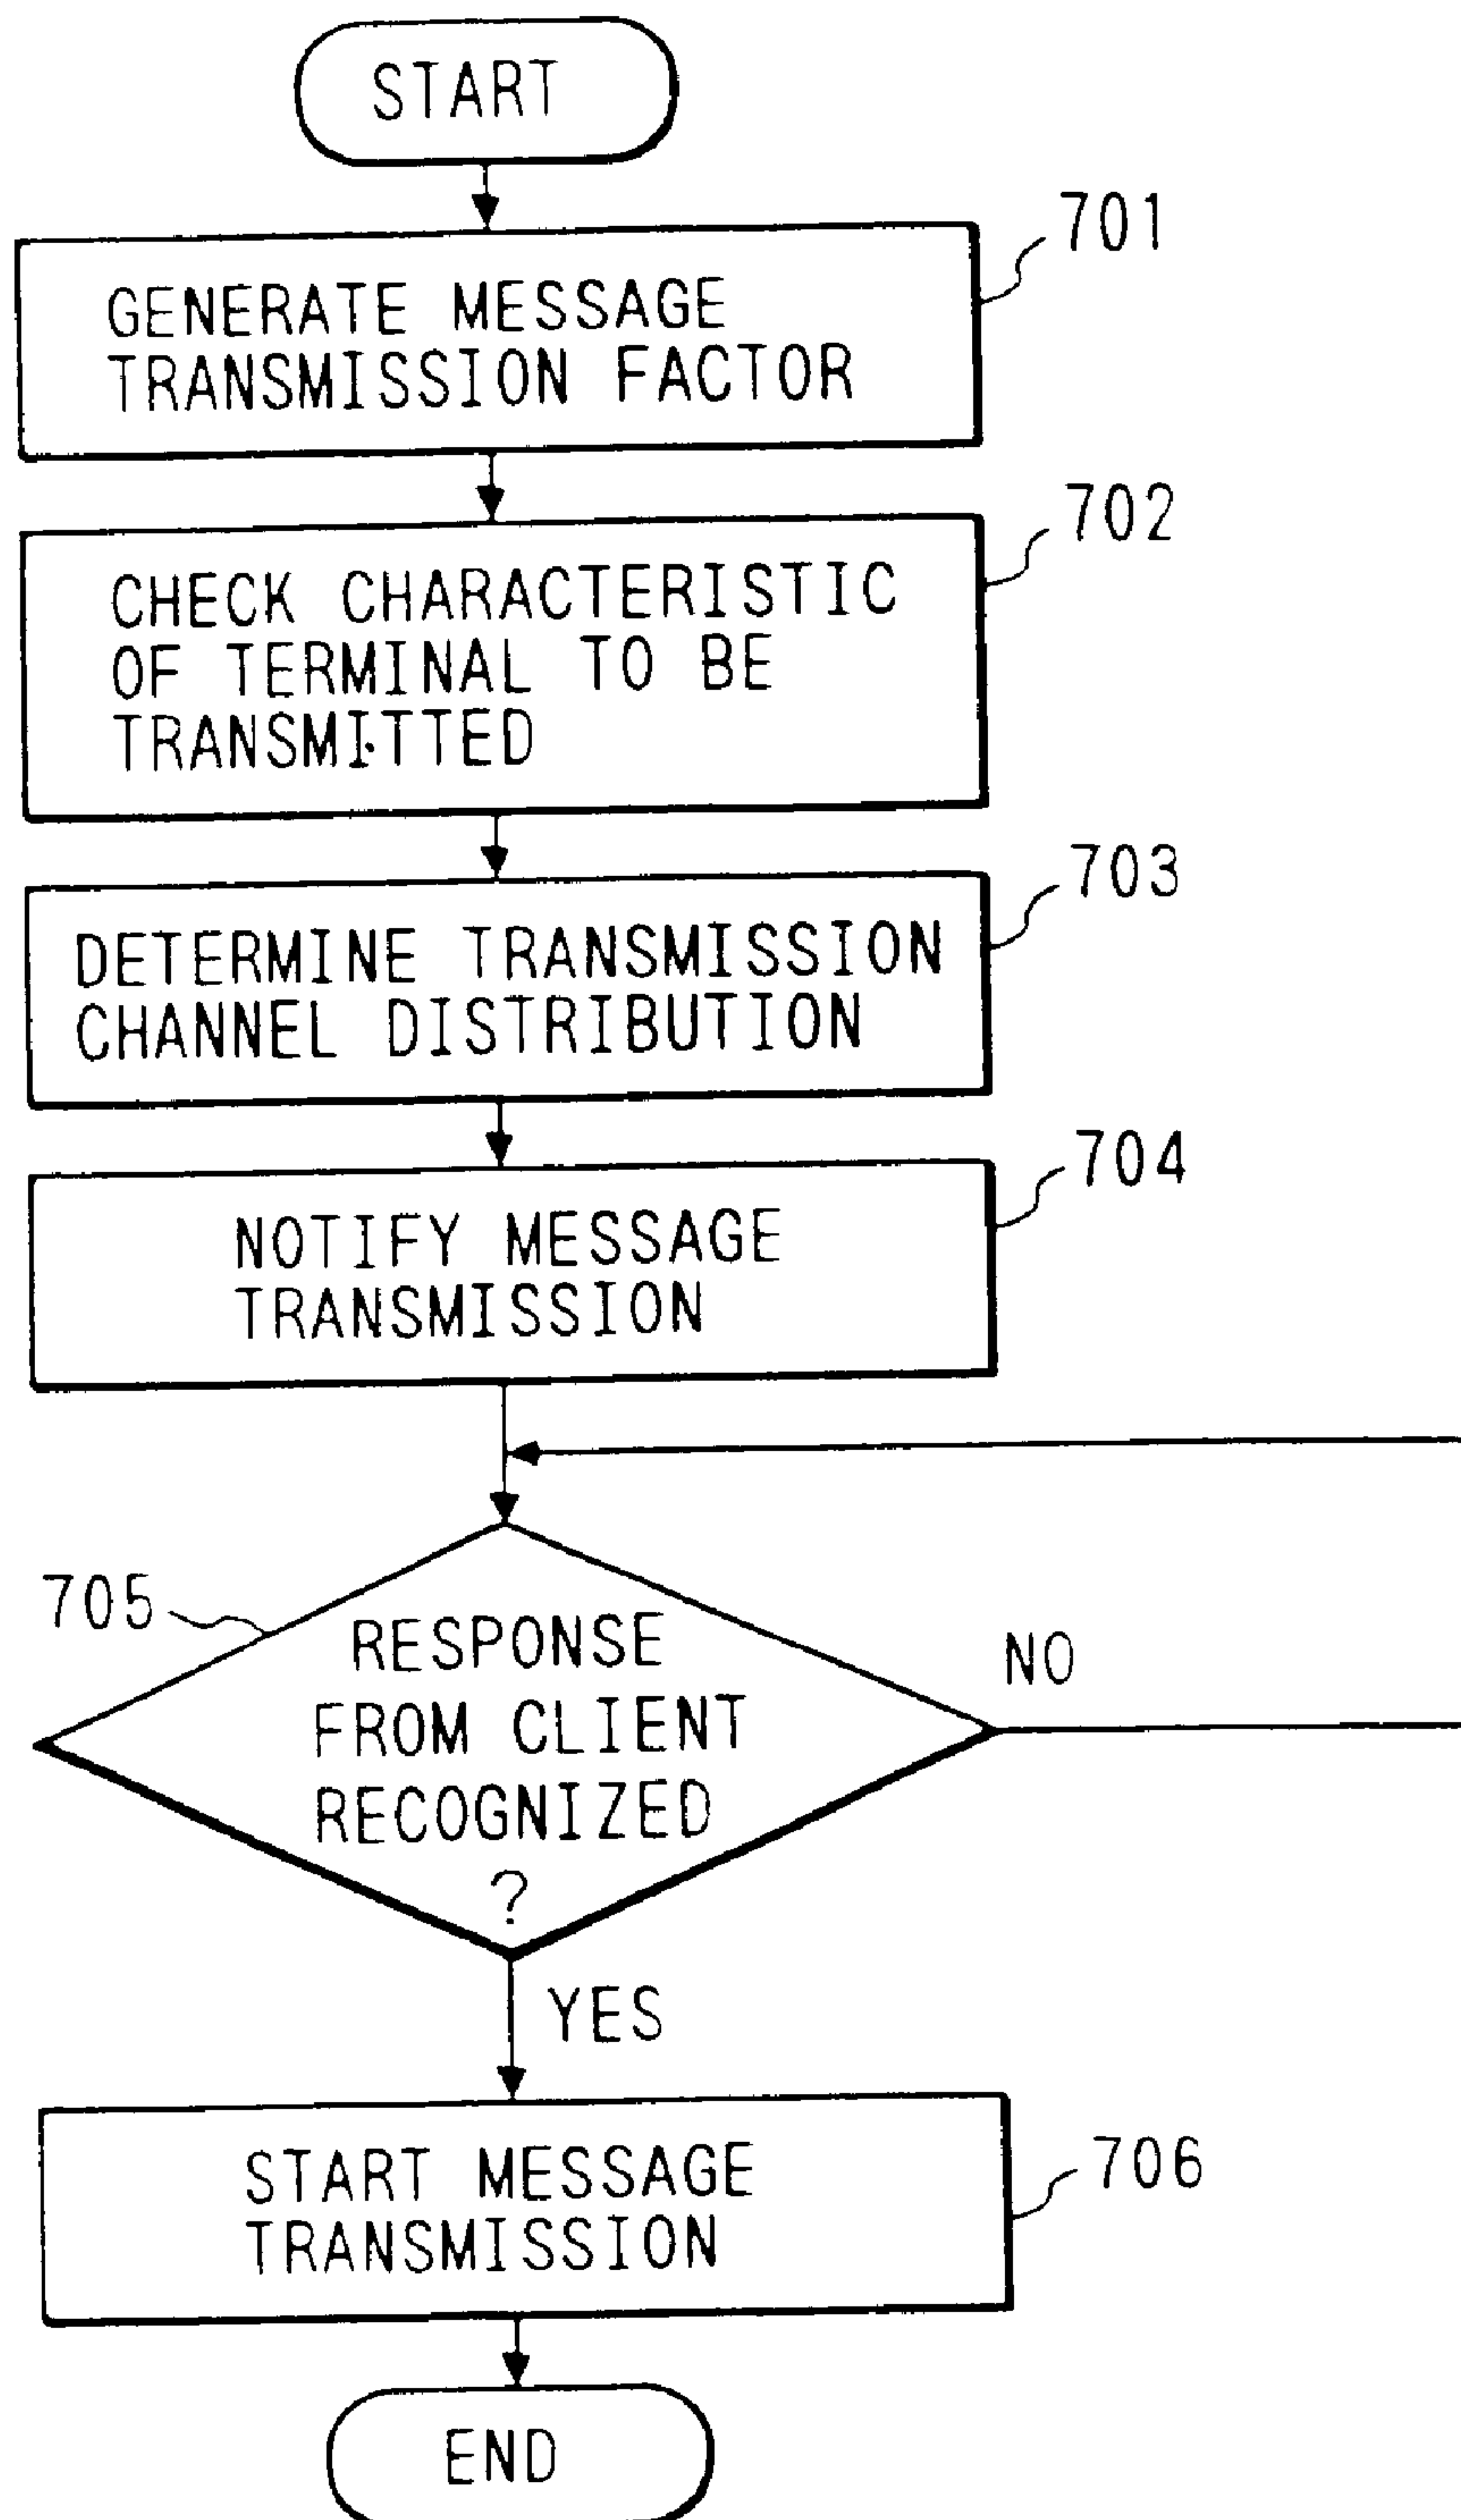 START
701
GENERATE MESSAGE
TRANSMISSION FACTOR
702
CHECK CHARACTERISTIC
OF TERMINAL TO BE
TRANSMITTED
703
DETERMINE TRANSMISSION
CHANNEL DISTRIBUTION
704
NOTIFY MESSAGE
TRANSMISSION
705
RESPONSE
FROM CLIENT
RECOGNIZED
?
NO
YES
706
START MESSAGE
TRANSMISSION
END